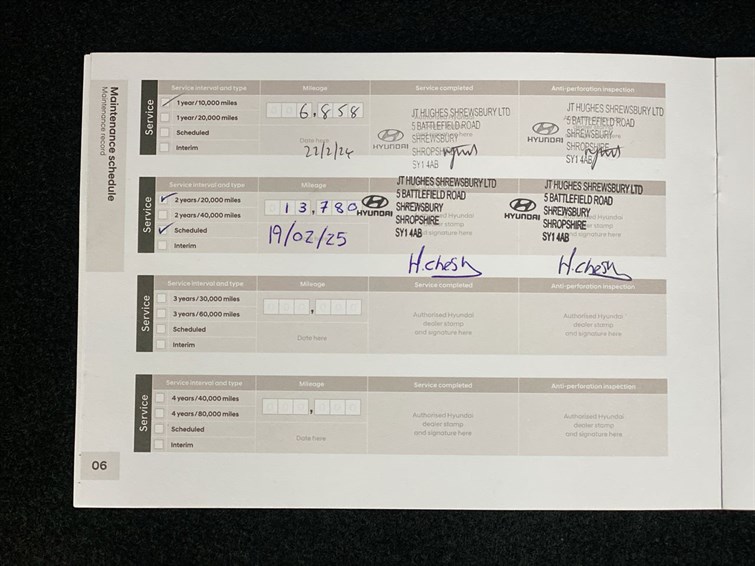 Maintenance schedule
Maintenance record
Service
Service interval and type
Mileage
Service completed
Anti-perforation inspection
1 year/10,000 miles
1 year/20,000 miles
Scheduled
Interim
6,858
Date here
22/2/24
HYUNDAI
JT HUGHES SHREWSBURY LTD
5 BATTLEFIELD ROAD
SHREWSBURY
SHROPSHIRE
SY1 4AB
HYUNDAI
JT HUGHES SHREWSBURY LTD
5 BATTLEFIELD ROAD
SHREWSBURY
SHROPSHIRE
SY1 4AB
Service
Service interval and type
Mileage
2 years/20,000 miles
2 years/40,000 miles
Scheduled
Interim
13,780
19/02/25
HYUNDAI
JT HUGHES SHREWSBURY LTD
5 BATTLEFIELD ROAD
SHREWSBURY
SHROPSHIRE
SY1 4AB
H.chesh
HYUNDAI
JT HUGHES SHREWSBURY LTD
5 BATTLEFIELD ROAD
SHREWSBURY
SHROPSHIRE
SY1 4AB
H.chesh
Service
Service interval and type
Mileage
Service completed
Anti-perforation inspection
3 years/30,000 miles
3 years/60,000 miles
Scheduled
Interim
Date here
Authorised Hyundai
dealer stamp
and signature here
Authorised Hyundai
dealer stamp
and signature here
Service
Service interval and type
Mileage
Service completed
Anti-perforation inspection
4 years/40,000 miles
4 years/80,000 miles
Scheduled
Interim
Date here
Authorised Hyundai
dealer stamp
and signature here
Authorised Hyundai
dealer stamp
and signature here
06